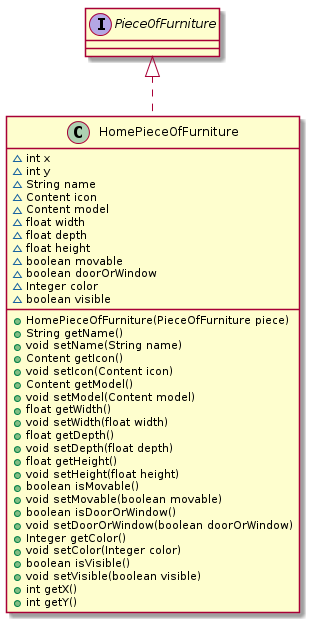 I PieceOfFurniture
C HomePieceOfFurniture
int x
int y
String name
Content icon
Content model
float width
float depth
float height
boolean movable
boolean doorOrWindow
Integer color
boolean visible
HomePieceOfFurniture(PieceOfFurniture piece)
String getName()
void setName(String name)
Content getIcon()
void setIcon(Content icon)
Content getModel()
void setModel(Content model)
float getWidth()
void setWidth(float width)
float getDepth()
void setDepth(float depth)
float getHeight()
void setHeight(float height)
boolean isMovable()
void setMovable(boolean movable)
boolean isDoorOrWindow()
void setDoorOrWindow(boolean doorOrWindow)
Integer getColor()
void setColor(Integer color)
boolean isVisible()
void setVisible(boolean visible)
int getX()
int getY()